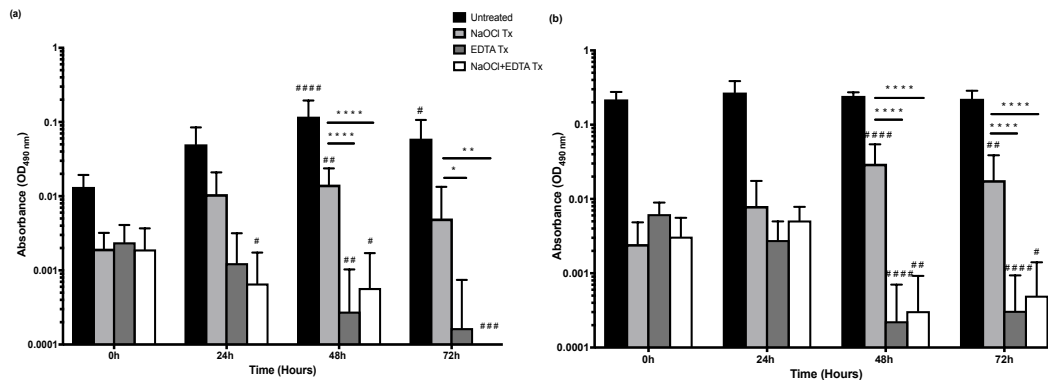 (a)
Untreated
NaOCl Tx
EDTA Tx
NaOCl+EDTA Tx
Absorbance (OD490 nm)
1
0.1
0.01
0.001
0.0001
####
****
****
##
#
##
#
#
**
*
###
0h
24h
48h
72h
Time (Hours)
(b)
Absorbance (OD490 nm)
1
0.1
0.01
0.001
0.0001
****
****
####
####
##
****
****
##
####
#
0h
24h
48h
72h
Time (Hours)